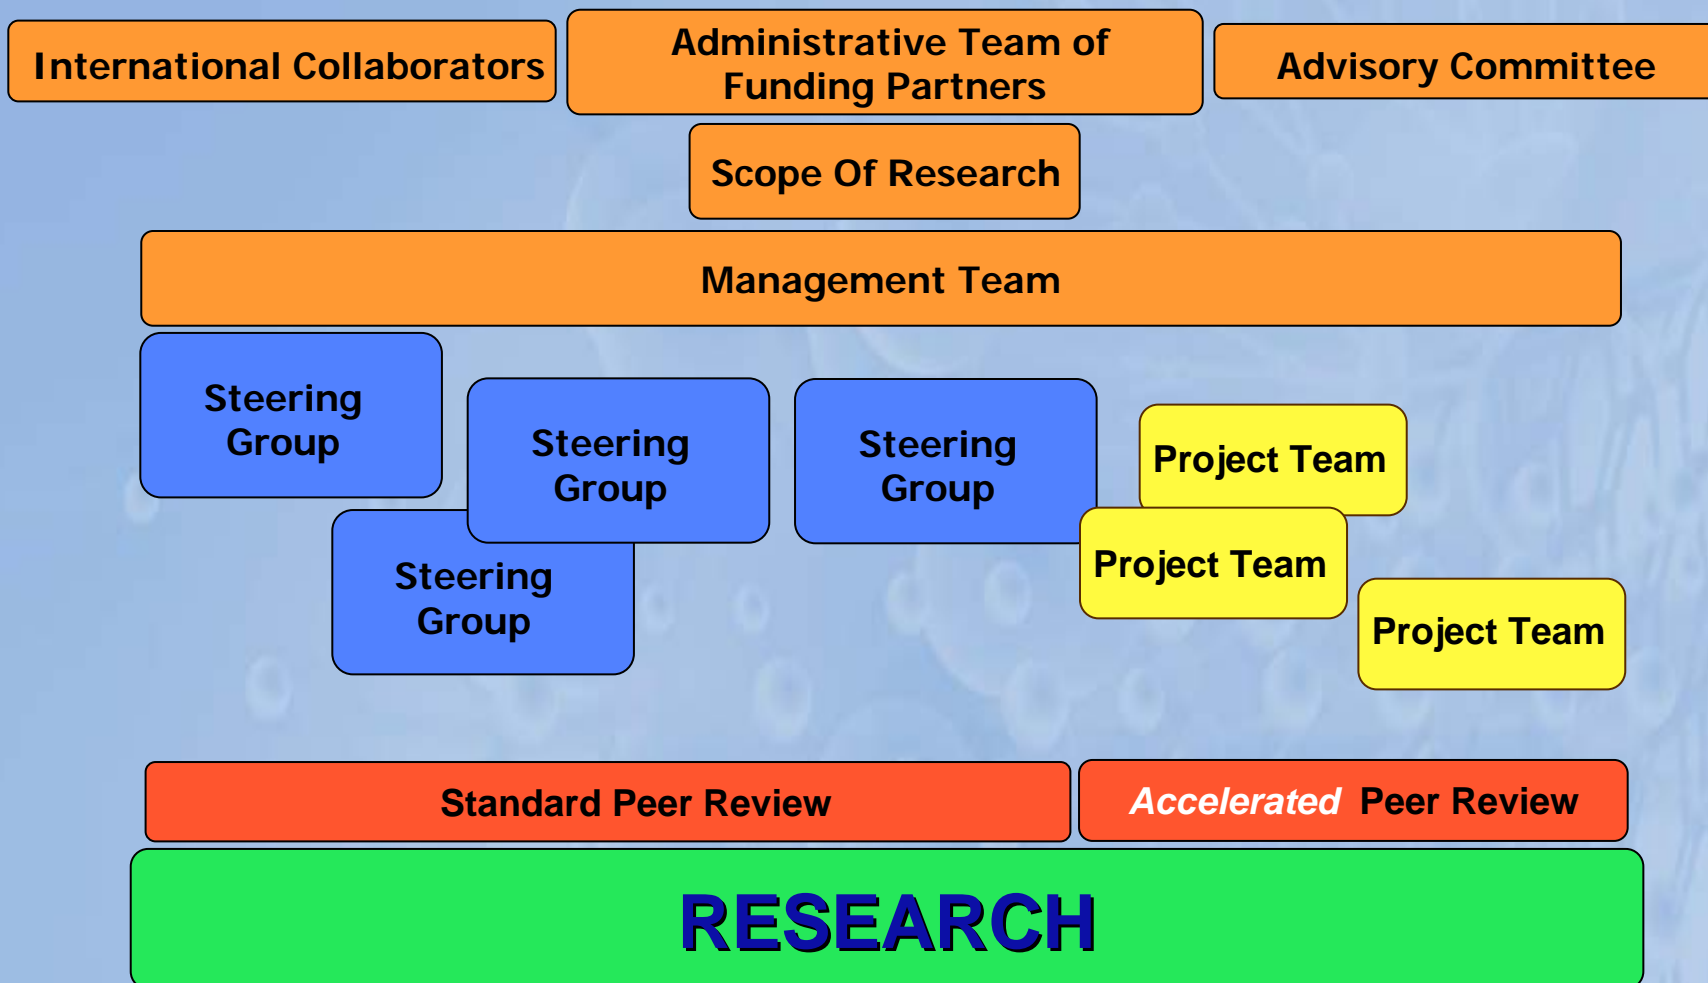 International Collaborators
Administrative Team of
Funding Partners
Advisory Committee
Scope Of Research
Management Team
Steering
Group
Steering
Group
Steering
Group
Project Team
Project Team
Steering
Group
Project Team
Standard Peer Review
Accelerated Peer Review
RESEARCH